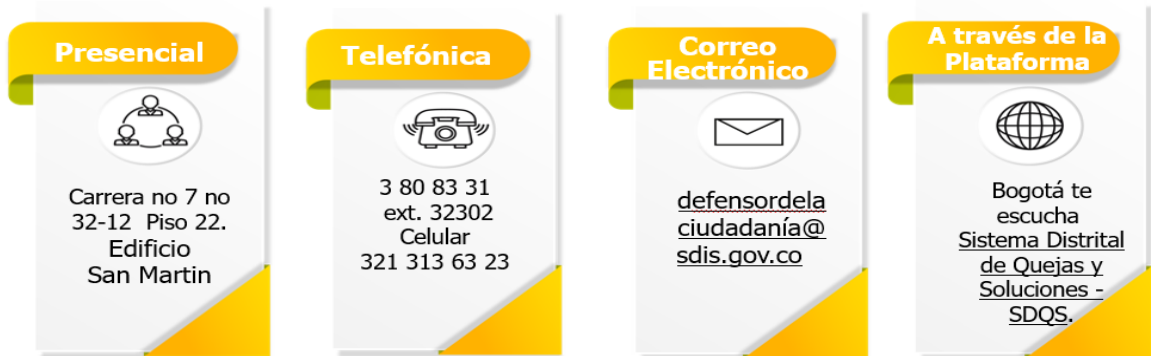 Presencial
Carrera no 7 no
32-12 Piso 22.
Edificio
San Martin
Telefónica
3 80 83 31
ext. 32302
Celular
321 313 63 23
Correo
Electrónico
defensordela
ciudadanía@
sdis.gov.co
A través de la
Plataforma
Bogotá te
escucha
Sistema Distrital
de Quejas y
Soluciones -
SDQS.